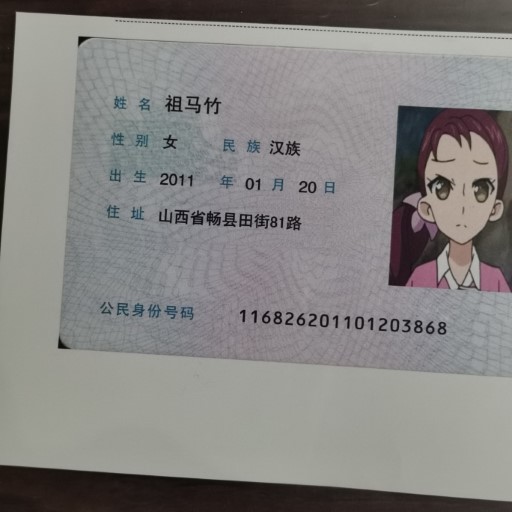 姓名 祖马竹
性别 女 民族 汉族
出生 2011 年 01 月 20 日
住址 山西省畅县田街81路
公民身份号码 116826201101203868